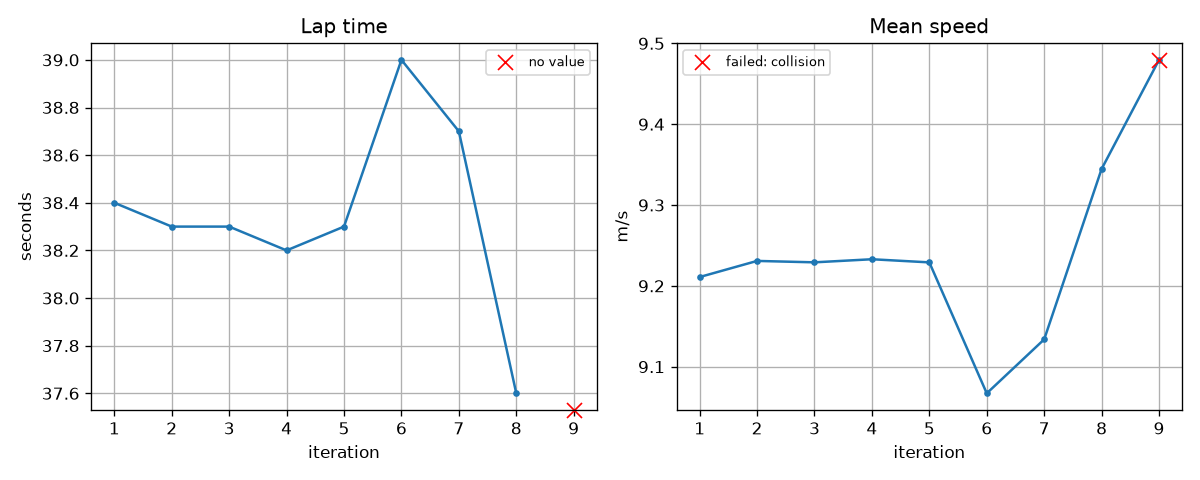 Lap time
39.0
38.8
38.6
38.4
38.2
38.0
37.8
37.6
seconds
no value
1 2 3 4 5 6 7 8 9
iteration
Mean speed
9.5
9.4
9.3
9.2
9.1
m/s
failed: collision
1 2 3 4 5 6 7 8 9
iteration